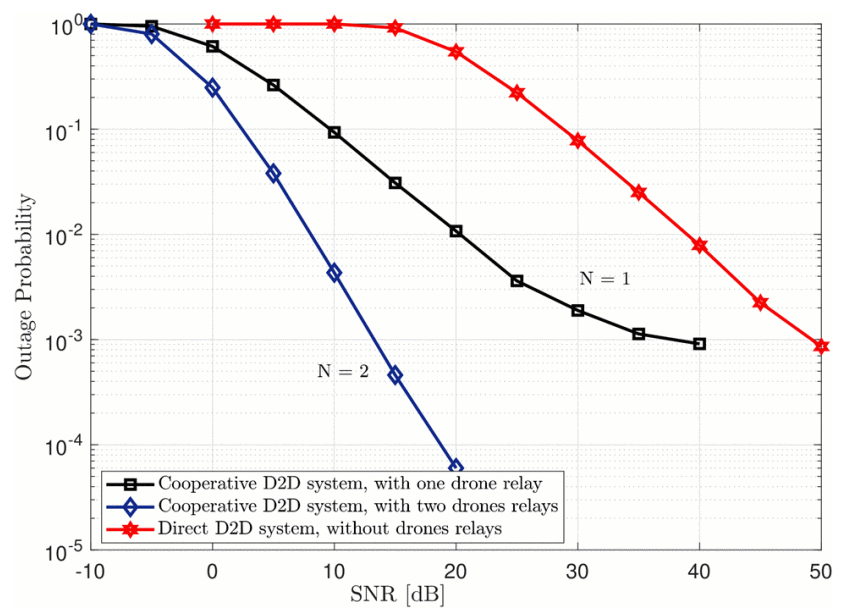 10^0
10^-1
10^-2
10^-3
10^-4
10^-5
Outage Probability
N = 1
N = 2
Cooperative D2D system, with one drone relay
Cooperative D2D system, with two drones relays
Direct D2D system, without drones relays
-10 0 10 20 30 40 50
SNR [dB]